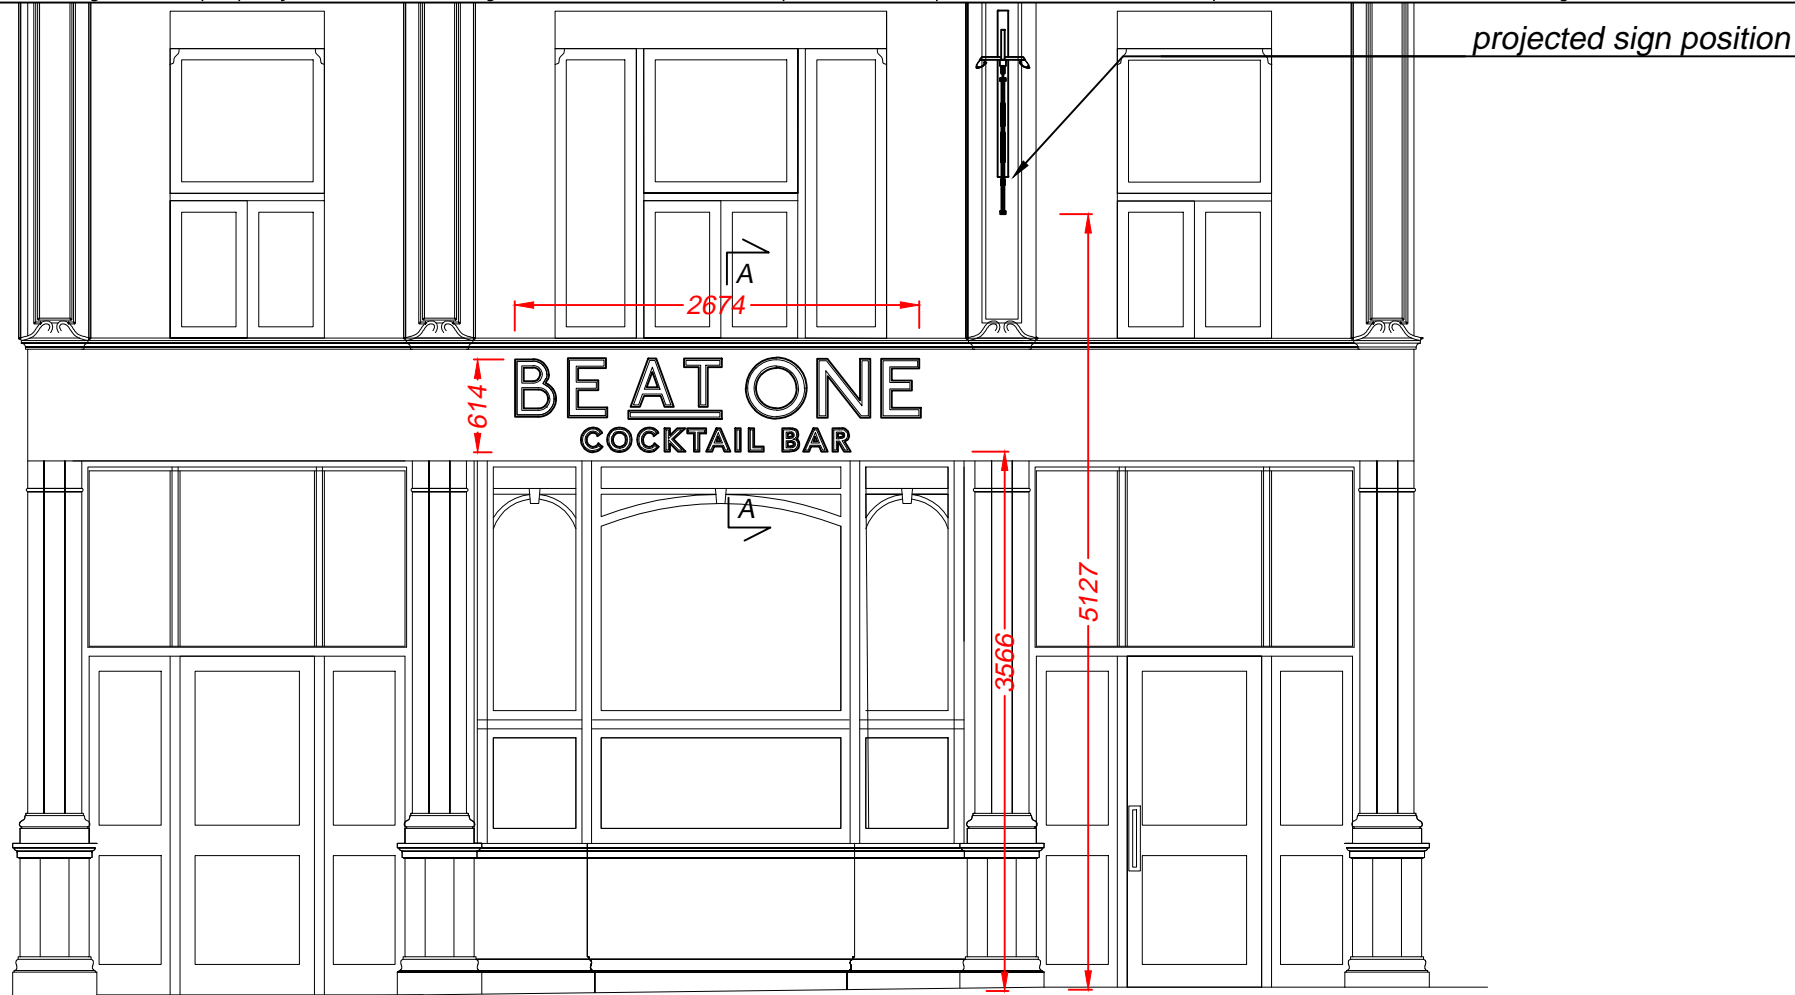 projected sign position
A
2674
BE AT ONE
614
COCKTAIL BAR
A
5127
3566